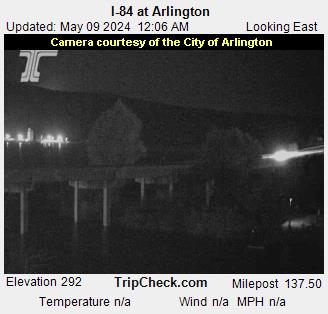 I-84 at Arlington
Updated: May 09 2024 12:06 AM Looking East
Camera courtesy of the City of Arlington
Elevation 292 TripCheck.com Milepost 137.50
Temperature n/a Wind n/a MPH n/a